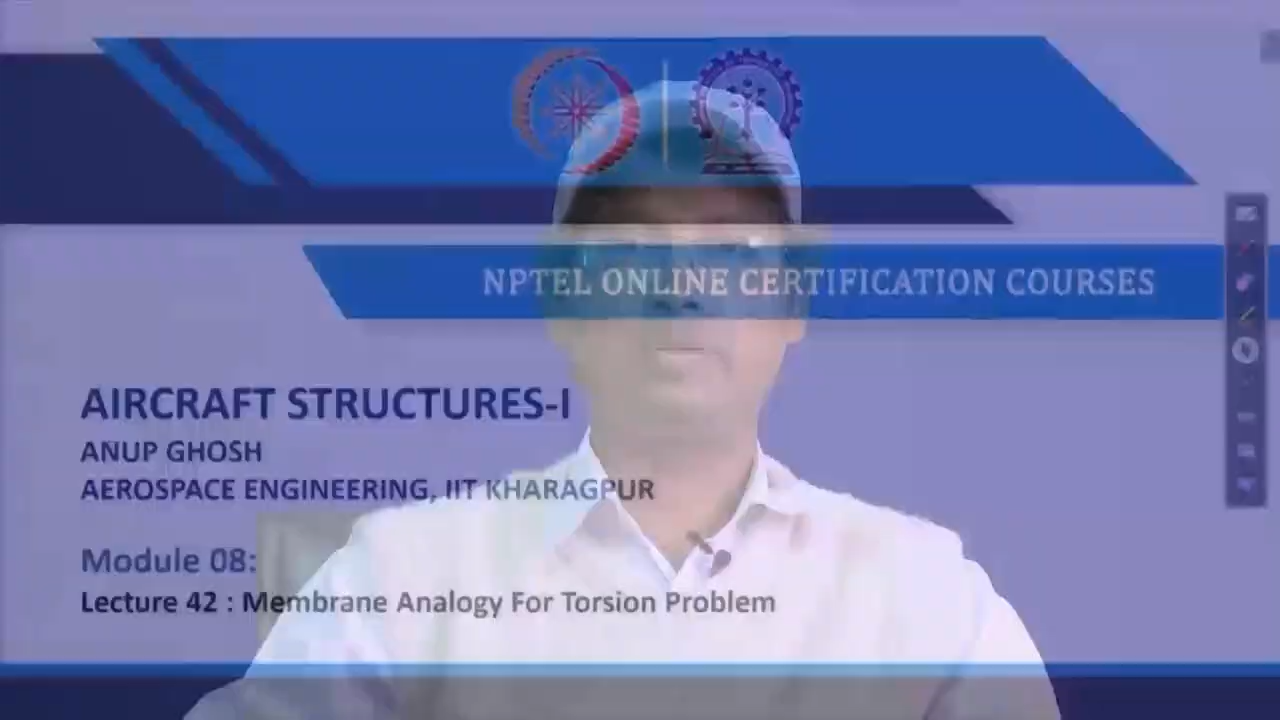 NPTEL ONLINE CERTIFICATION COURSES
AIRCRAFT STRUCTURES-I
ANUP GHOSH
AEROSPACE ENGINEERING, IIT KHARAGPUR
Module 08:
Lecture 42 : Membrane Analogy For Torsion Problem